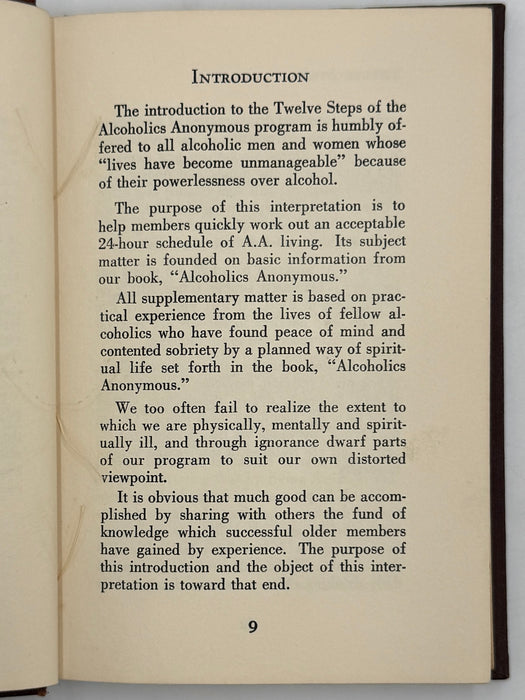 INTRODUCTION
The introduction to the Twelve Steps of the
Alcoholics Anonymous program is humbly of-
fered to all alcoholic men and women whose
“lives have become unmanageable” because
of their powerlessness over alcohol.
The purpose of this interpretation is to
help members quickly work out an acceptable
24-hour schedule of A.A. living. Its subject
matter is founded on basic information from
our book, “Alcoholics Anonymous.”
All supplementary matter is based on prac-
tical experience from the lives of fellow al-
coholics who have found peace of mind and
contented sobriety by a planned way of spirit-
ual life set forth in the book, “Alcoholics
Anonymous.”
We too often fail to realize the extent to
which we are physically, mentally and spirit-
ually ill, and through ignorance dwarf parts
of our program to suit our own distorted
viewpoint.
It is obvious that much good can be accom-
plished by sharing with others the fund of
knowledge which successful older members
have gained by experience. The purpose of
this introduction and the object of this inter-
pretation is toward that end.
9